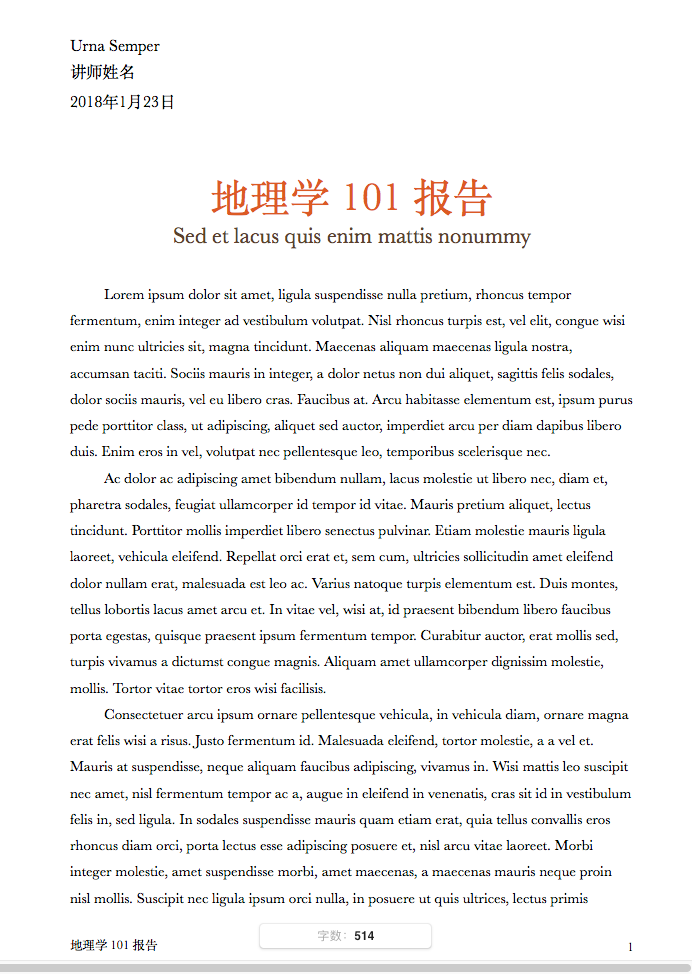 Urna Semper
讲师姓名
2018年1月23日
地理学 101 报告
Sed et lacus quis enim mattis nonummy
Lorem ipsum dolor sit amet, ligula suspendisse nulla pretium, rhoncus tempor
fermentum, enim integer ad vestibulum volutpat. Nisl rhoncus turpis est, vel elit, congue wisi
enim nunc ultricies sit, magna tincidunt. Maecenas aliquam maecenas ligula nostra,
accumsan taciti. Sociis mauris in integer, a dolor netus non dui aliquet, sagittis felis sodales,
dolor sociis mauris, vel eu libero cras. Faucibus at. Arcu habitasse elementum est, ipsum purus
pede porttitor class, ut adipiscing, aliquet sed auctor, imperdiet arcu per diam dapibus libero
duis. Enim eros in vel, volutpat nec pellentesque leo, temporibus scelerisque nec.
Ac dolor ac adipiscing amet bibendum nullam, lacus molestie ut libero nec, diam et,
pharetra sodales, feugiat ullamcorper id tempor id vitae. Mauris pretium aliquet, lectus
tincidunt. Porttitor mollis imperdiet libero senectus pulvinar. Etiam molestie mauris ligula
laoreet, vehicula eleifend. Repellat orci erat et, sem cum, ultricies sollicitudin amet eleifend
dolor nullam erat, malesuada est leo ac. Varius natoque turpis elementum est. Duis montes,
tellus lobortis lacus amet arcu et. In vitae vel, wisi at, id praesent bibendum libero faucibus
porta egestas, quisque praesent ipsum fermentum tempor. Curabitur auctor, erat mollis sed,
turpis vivamus a dictumst congue magnis. Aliquam amet ullamcorper dignissim molestie,
mollis. Tortor vitae tortor eros wisi facilisis.
Consectetuer arcu ipsum ornare pellentesque vehicula, in vehicula diam, ornare magna
erat felis wisi a risus. Justo fermentum id. Malesuada eleifend, tortor molestie, a a vel et.
Mauris at suspendisse, neque aliquam faucibus adipiscing, vivamus in. Wisi mattis leo suscipit
nec amet, nisl fermentum tempor ac a, augue in eleifend in venenatis, cras sit id in vestibulum
felis in, sed ligula. In sodales suspendisse mauris quam etiam erat, quia tellus convallis eros
rhoncus diam orci, porta lectus esse adipiscing posuere et, nisl arcu vitae laoreet. Morbi
integer molestie, amet suspendisse morbi, amet maecenas, a maecenas mauris neque proin
nisl mollis. Suscipit nec ligula ipsum orci nulla, in posuere ut quis ultrices, lectus primis
字数：514
地理学 101 报告 1